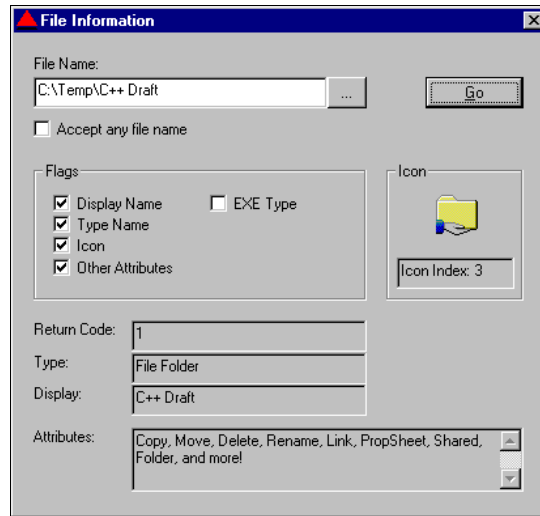 File Information
File Name:
C:\Temp\C++ Draft
...
Go
Accept any file name
Flags
Display Name
EXE Type
Type Name
Icon
Other Attributes
Icon
Icon Index: 3
Return Code:
1
Type:
File Folder
Display:
C++ Draft
Attributes:
Copy, Move, Delete, Rename, Link, PropSheet, Shared,
Folder, and more!